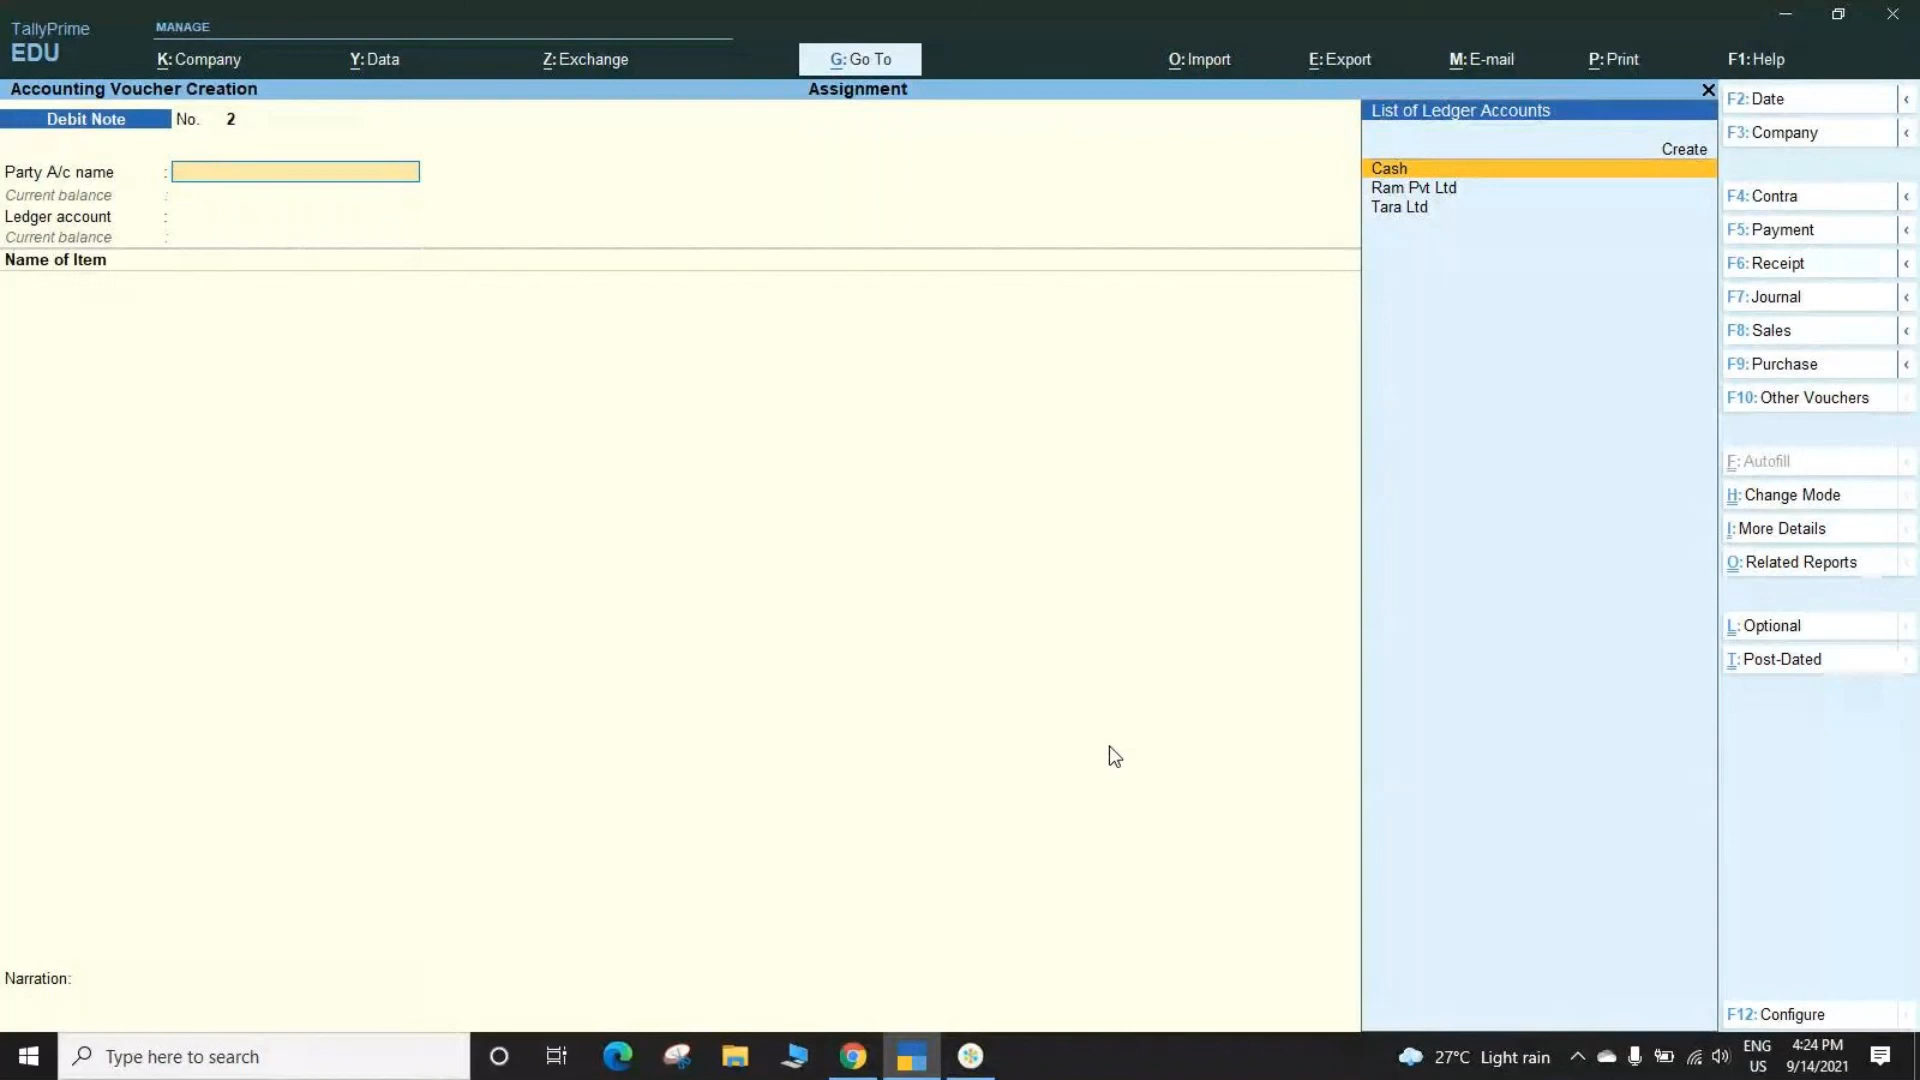 TallyPrime
EDU
MANAGE
K: Company
Y: Data
Z: Exchange
G: Go To
O: Import
E: Export
M: E-mail
P: Print
F1: Help
Accounting Voucher Creation
Assignment
Debit Note No. 2
Party A/c name :
Current balance :
Ledger account :
Current balance :
Name of Item
Narration:
List of Ledger Accounts
Create
Cash
Ram Pvt Ltd
Tara Ltd
F2: Date
F3: Company
F4: Contra
F5: Payment
F6: Receipt
F7: Journal
F8: Sales
F9: Purchase
F10: Other Vouchers
F: Autofill
H: Change Mode
I: More Details
O: Related Reports
L: Optional
T: Post-Dated
F12: Configure
Type here to search
27°C Light rain
ENG
US
4:24 PM
9/14/2021